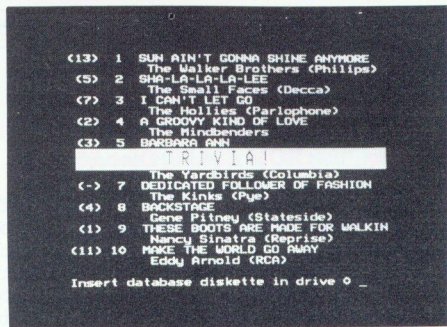 (13) 1 SUN AIN'T GONNA SHINE ANYMORE
The Walker Brothers (Philips)
(5) 2 SHA-LA-LA-LA-LEE
The Small Faces (Decca)
(7) 3 I CAN'T LET GO
The Hollies (Parlophone)
(2) 4 A GROOVY KIND OF LOVE
The Mindbenders
(3) 5 BARBARA ANN
TRIVIA!
The Yardbirds (Columbia)
(-) 7 DEDICATED FOLLOWER OF FASHION
The Kinks (Pye)
(4) 8 BACKSTAGE
Gene Pitney (Stateside)
(1) 9 THESE BOOTS ARE MADE FOR WALKIN
Nancy Sinatra (Reprise)
(11) 10 MAKE THE WORLD GO AWAY
Eddy Arnold (RCA)
Insert database diskette in drive 0 _